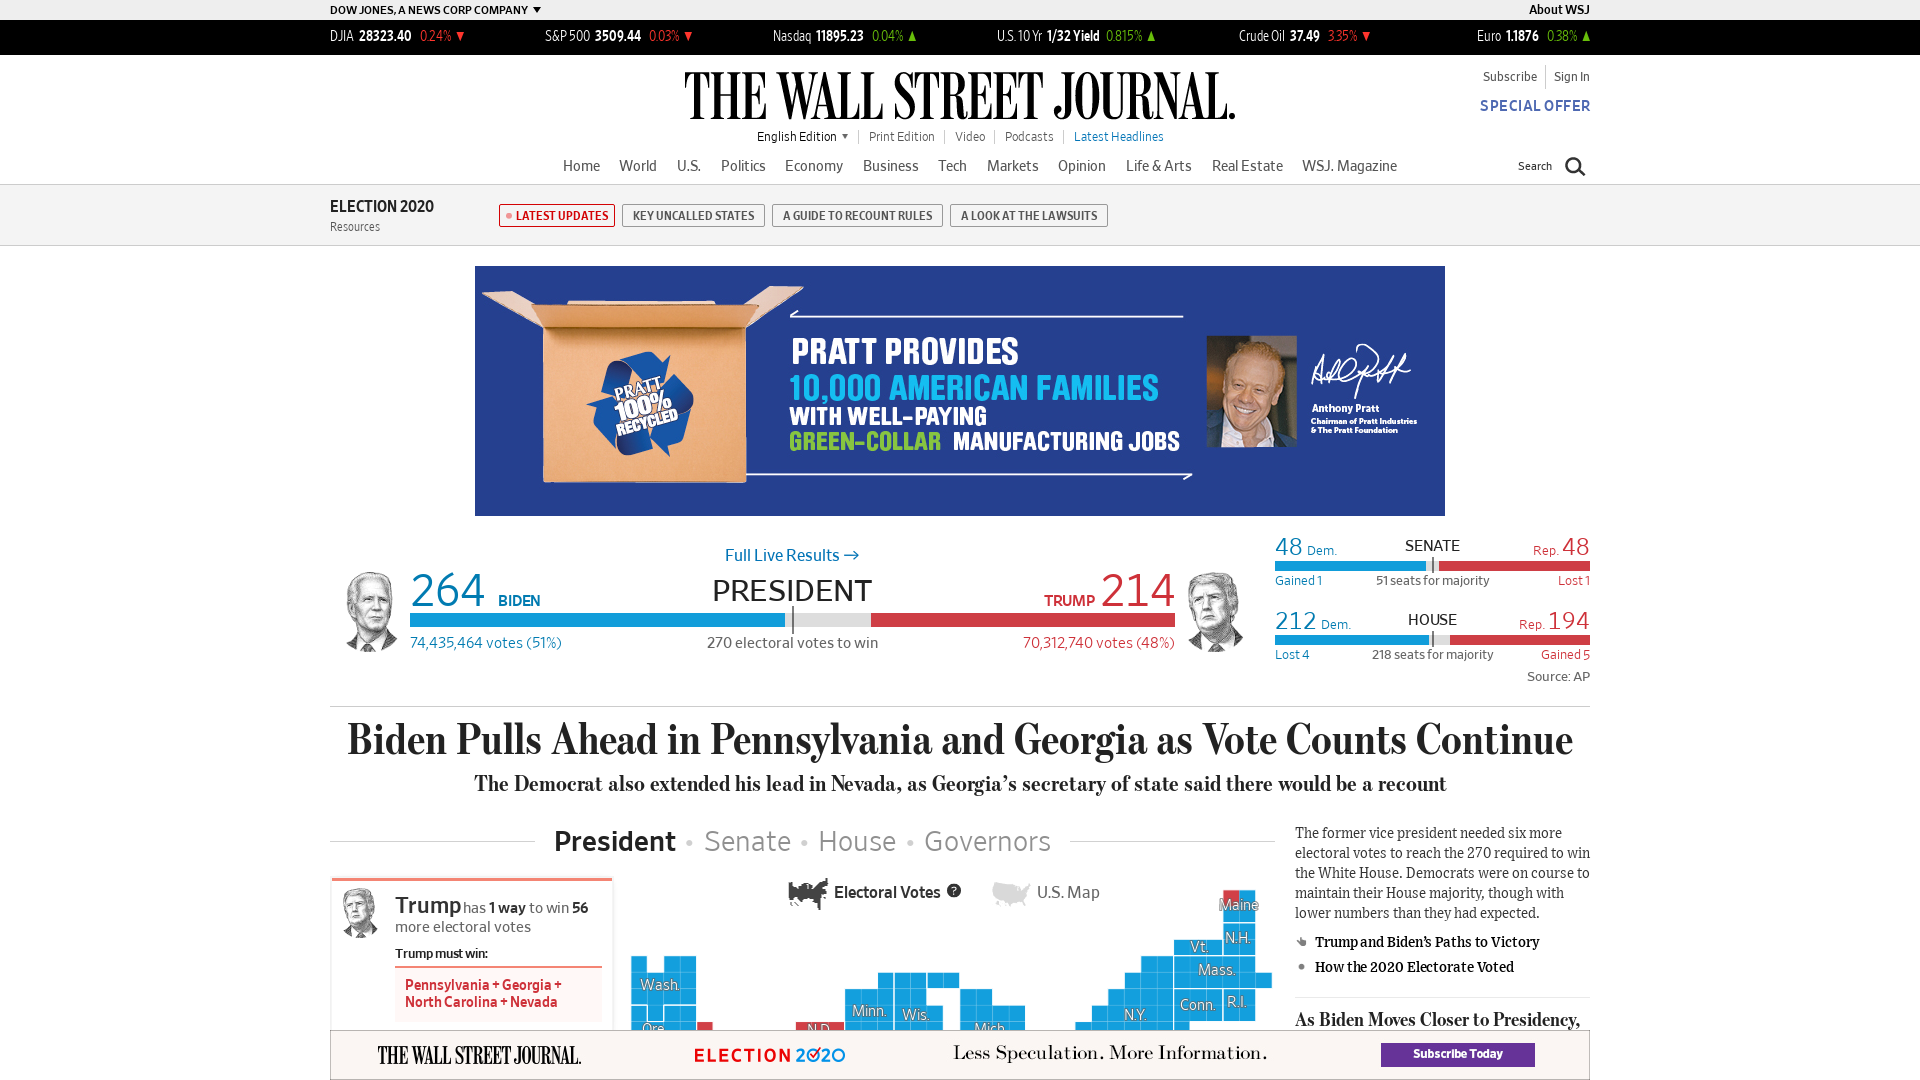 DOW JONES, A NEWS CORP COMPANY
About WSJ
DJIA 28323.40 0.24%
S&P 500 3509.44 0.03%
Nasdaq 11895.23 0.04%
U.S. 10 Yr 1/32 Yield 0.815%
Crude Oil 37.49 3.35%
Euro 1.1876 0.38%
THE WALL STREET JOURNAL.
Subscribe
Sign In
SPECIAL OFFER
English Edition
Print Edition
Video
Podcasts
Latest Headlines
Home World U.S. Politics Economy Business Tech Markets Opinion Life & Arts Real Estate WSJ. Magazine
Search
ELECTION 2020
Resources
LATEST UPDATES
KEY UNCALLED STATES
A GUIDE TO RECOUNT RULES
A LOOK AT THE LAWSUITS
PRATT
100%
RECYCLED
PRATT PROVIDES
10,000 AMERICAN FAMILIES
WITH WELL-PAYING
GREEN-COLLAR MANUFACTURING JOBS
Anthony Pratt
Chairman of Pratt Industries
& The Pratt Foundation
Full Live Results →
264 BIDEN
PRESIDENT
TRUMP 214
74,435,464 votes (51%)
270 electoral votes to win
70,312,740 votes (48%)
48 Dem.
SENATE
Rep. 48
Gained 1
51 seats for majority
Lost 1
212 Dem.
HOUSE
Rep. 194
Lost 4
218 seats for majority
Gained 5
Source: AP
Biden Pulls Ahead in Pennsylvania and Georgia as Vote Counts Continue
The Democrat also extended his lead in Nevada, as Georgia's secretary of state said there would be a recount
President • Senate • House • Governors
Trump has 1 way to win 56
more electoral votes
Trump must win:
Pennsylvania + Georgia +
North Carolina + Nevada
Electoral Votes ?
U.S. Map
Maine
N.H.
Vt.
Mass.
Wash.
Conn.
R.I.
Minn.
Wis.
N.Y.
Ore.
N.D.
Mich.
The former vice president needed six more
electoral votes to reach the 270 required to win
the White House. Democrats were on course to
maintain their House majority, though with
lower numbers than they had expected.
Trump and Biden's Paths to Victory
How the 2020 Electorate Voted
As Biden Moves Closer to Presidency,
THE WALL STREET JOURNAL.
ELECTION 2020
Less Speculation. More Information.
Subscribe Today